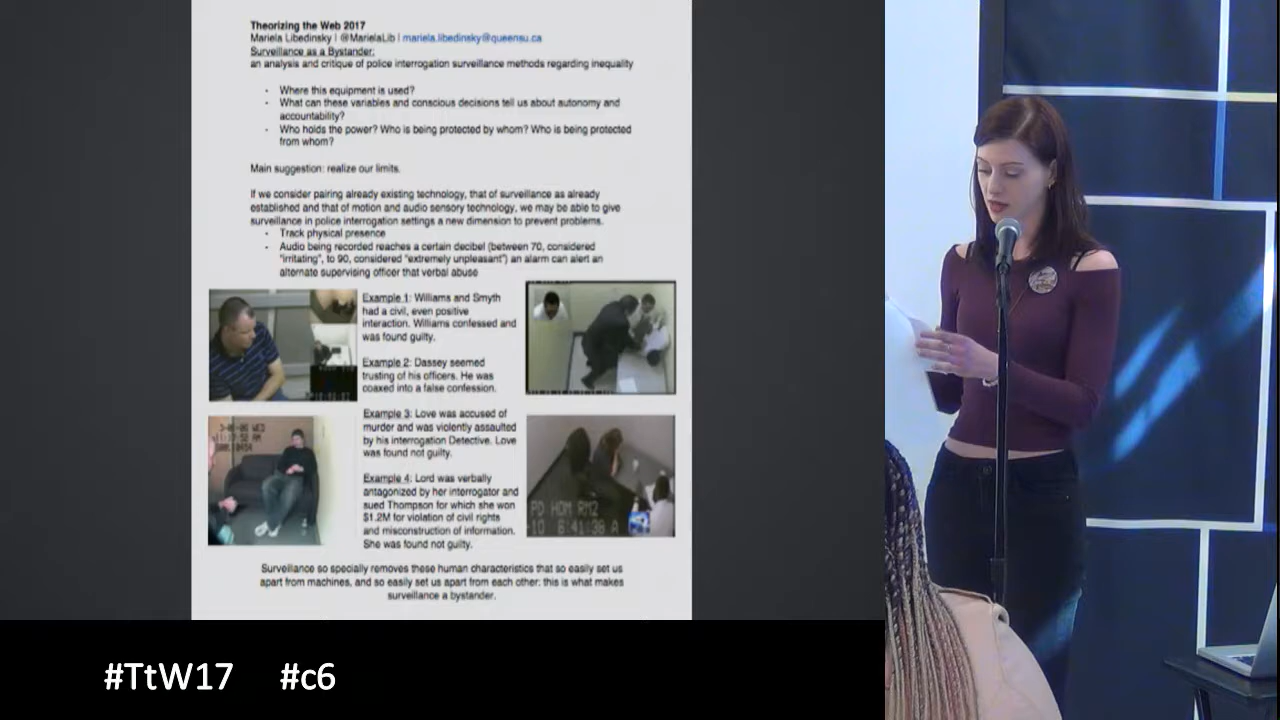 Theorizing the Web 2017
Mariela Libedinsky | @MarielaLib | mariela.libedinsky@queensu.ca
Surveillance as a Bystander:
an analysis and critique of police interrogation surveillance methods regarding inequality
- Where this equipment is used?
- What can these variables and conscious decisions tell us about autonomy and
accountability?
- Who holds the power? Who is being protected by whom? Who is being protected
from whom?
Main suggestion: realize our limits.
If we consider pairing already existing technology, that of surveillance as already
established and that of motion and audio sensory technology, we may be able to give
surveillance in police interrogation settings a new dimension to prevent problems.
- Track physical presence
- Audio being recorded reaches a certain decibel (between 70, considered
"irritating", to 90, considered "extremely unpleasant") an alarm can alert an
alternate supervising officer that verbal abuse
Example 1: Williams and Smyth
had a civil, even positive
interaction. Williams confessed and
was found guilty.
Example 2: Dassey seemed
trusting of his officers. He was
coaxed into a false confession.
Example 3: Love was accused of
murder and was violently assaulted
by his interrogation Detective. Love
was found not guilty.
Example 4: Lord was verbally
antagonized by her interrogator and
sued Thompson for which she won
$1.2M for violation of civil rights
and misconstruction of information.
She was found not guilty.
PD HOM RM2
Surveillance so specially removes these human characteristics that so easily set us
apart from machines, and so easily set us apart from each other: this is what makes
surveillance a bystander.
#TtW17 #c6